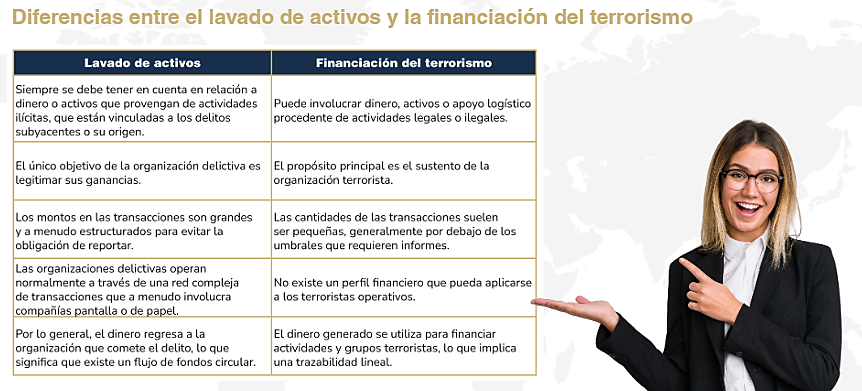 Diferencias entre el lavado de activos y la financiación del terrorismo
Lavado de activos
Financiación del terrorismo
Siempre se debe tener en cuenta en relación a
dinero o activos que provengan de actividades
ilícitas, que están vinculadas a los delitos
subyacentes o su origen.
Puede involucrar dinero, activos o apoyo logístico
procedente de actividades legales o ilegales.
El único objetivo de la organización delictiva es
legitimar sus ganancias.
El propósito principal es el sustento de la
organización terrorista.
Los montos en las transacciones son grandes
y a menudo estructurados para evitar la
obligación de reportar.
Las cantidades de las transacciones suelen
ser pequeñas, generalmente por debajo de los
umbrales que requieren informes.
Las organizaciones delictivas operan
normalmente a través de una red compleja
de transacciones que a menudo involucra
compañías pantalla o de papel.
No existe un perfil financiero que pueda aplicarse
a los terroristas operativos.
Por lo general, el dinero regresa a la
organización que comete el delito, lo que
significa que existe un flujo de fondos circular.
El dinero generado se utiliza para financiar
actividades y grupos terroristas, lo que implica
una trazabilidad lineal.